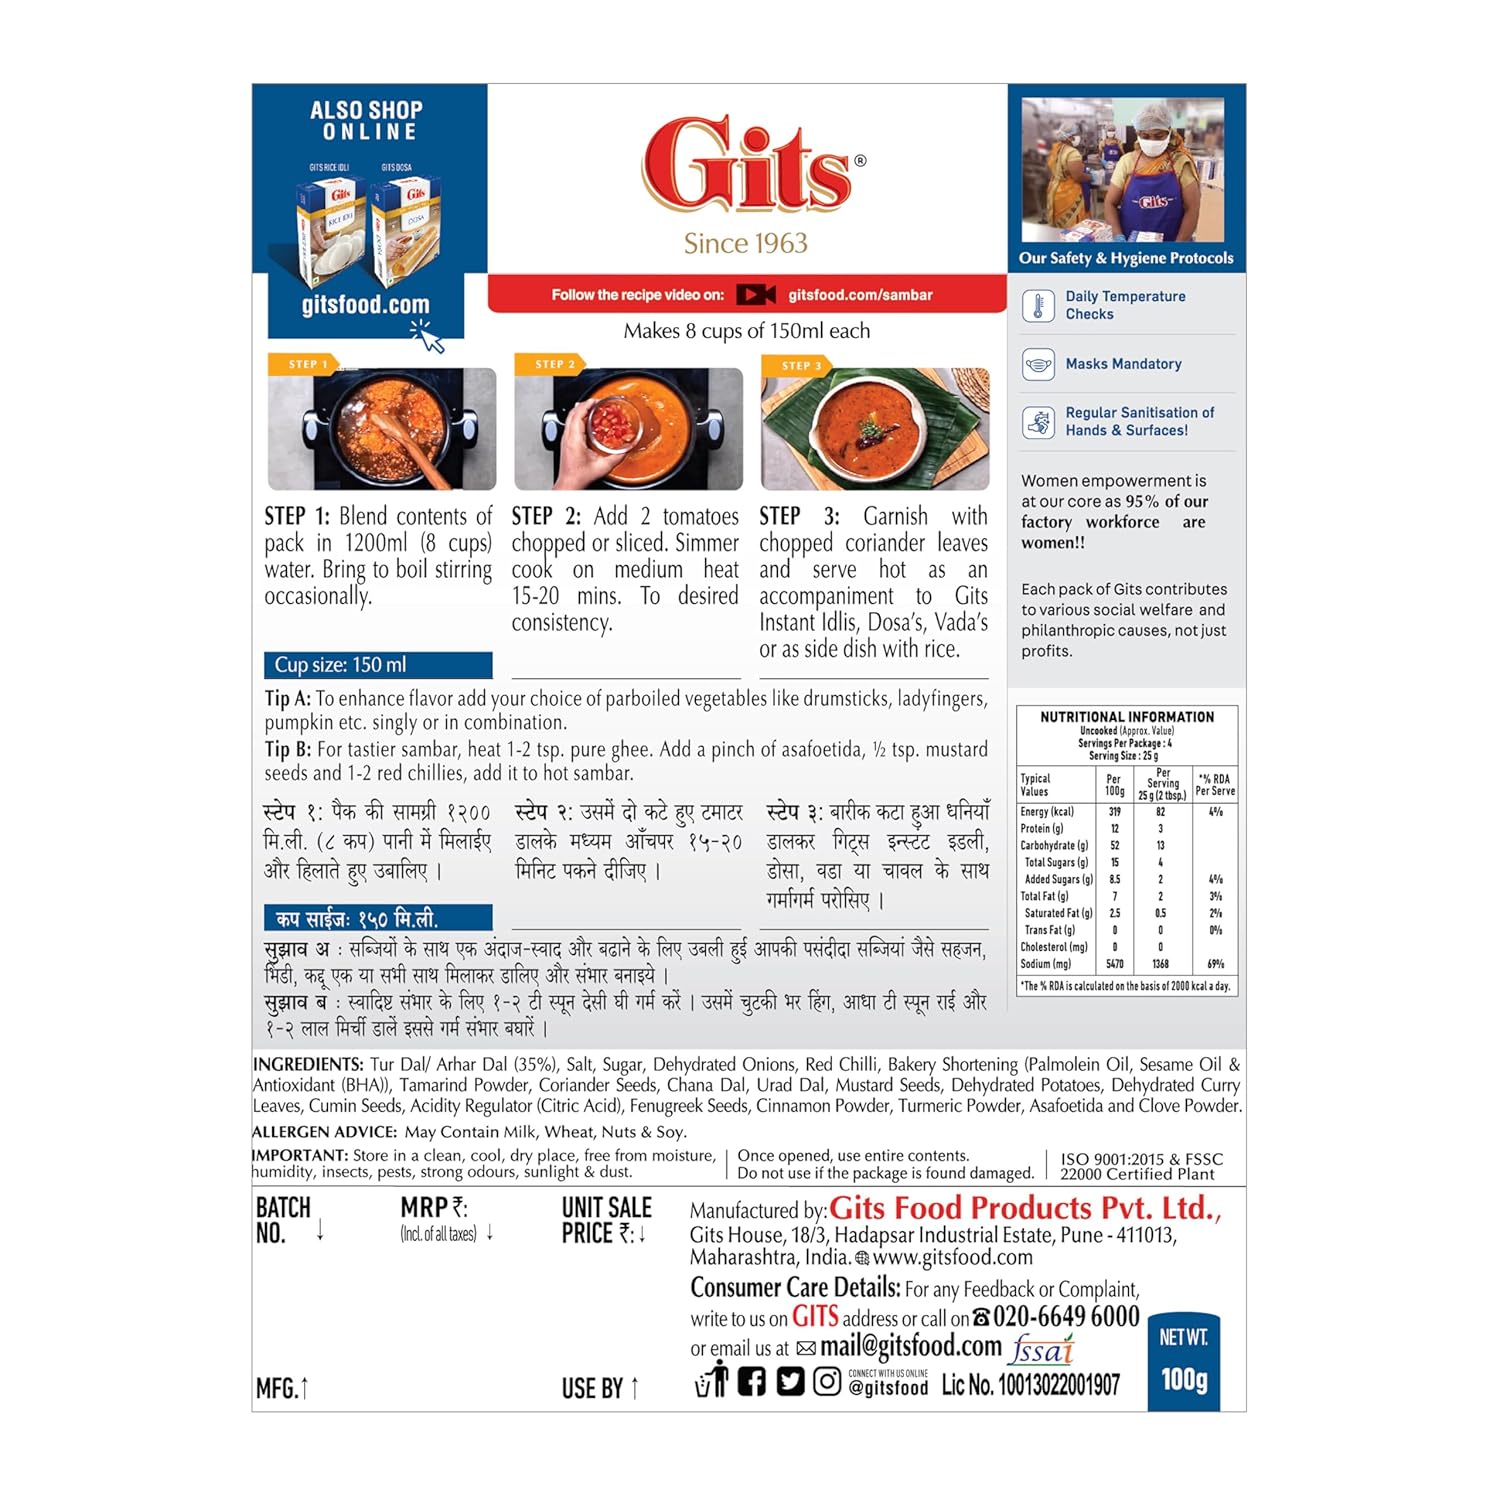 ALSO SHOP
ONLINE
GITS RICE IDLI
GITS DOSA
Gits
RICE IDLI
Gits
DOSA
gitsfood.com
Gits®
Since 1963
Follow the recipe video on: gitsfood.com/sambar
Makes 8 cups of 150ml each
STEP 1
STEP 2
STEP 3
STEP 1: Blend contents of
pack in 1200ml (8 cups)
water. Bring to boil stirring
occasionally.
Cup size: 150 ml
STEP 2: Add 2 tomatoes
chopped or sliced. Simmer
cook on medium heat
15-20 mins. To desired
consistency.
STEP 3: Garnish with
chopped coriander leaves
and serve hot as an
accompaniment to Gits
Instant Idlis, Dosa's, Vada's
or as side dish with rice.
Tip A: To enhance flavor add your choice of parboiled vegetables like drumsticks, ladyfingers,
pumpkin etc. singly or in combination.
Tip B: For tastier sambar, heat 1-2 tsp. pure ghee. Add a pinch of asafoetida, ½ tsp. mustard
seeds and 1-2 red chillies, add it to hot sambar.
स्टेप १: पैक की सामग्री १२००
मि.ली. (८ कप) पानी में मिलाईए
और हिलाते हुए उबालिए ।
कप साईज: १५० मि.ली.
स्टेप २: उसमें दो कटे हुए टमाटर
डालके मध्यम आँचपर १५-२०
मिनिट पकने दीजिए ।
स्टेप ३: बारीक कटा हुआ धनियाँ
डालकर गिट्स इन्स्टंट इडली,
डोसा, वडा या चावल के साथ
गर्मागर्म परोसिए ।
सुझाव अ : सब्जियों के साथ एक अंदाज-स्वाद और बढाने के लिए उबली हुई आपकी पसंदीदा सब्जियां जैसे सहजन,
भिंडी, कद्दू एक या सभी साथ मिलाकर डालिए और संभार बनाइये ।
सुझाव ब : स्वादिष्ट संभार के लिए १-२ टी स्पून देसी घी गर्म करें । उसमें चुटकी भर हिंग, आधा टी स्पून राई और
१-२ लाल मिर्ची डालें इससे गर्म संभार बघारें ।
Gits
Our Safety & Hygiene Protocols
Daily Temperature
Checks
Masks Mandatory
Regular Sanitisation of
Hands & Surfaces!
Women empowerment is
at our core as 95% of our
factory workforce are
women!!
Each pack of Gits contributes
to various social welfare and
philanthropic causes, not just
profits.
NUTRITIONAL INFORMATION
Uncooked (Approx. Value)
Servings Per Package : 4
Serving Size : 25 g
Typical Values Per 100g Per Serving 25 g (2 tbsp.) *% RDA Per Serve
Energy (kcal) 319 82 4%
Protein (g) 12 3
Carbohydrate (g) 52 13
Total Sugars (g) 15 4
Added Sugars (g) 8.5 2 4%
Total Fat (g) 7 2 3%
Saturated Fat (g) 2.5 0.5 2%
Trans Fat (g) 0 0 0%
Cholesterol (mg) 0 0
Sodium (mg) 5470 1368 69%
*The % RDA is calculated on the basis of 2000 kcal a day.
INGREDIENTS: Tur Dal/ Arhar Dal (35%), Salt, Sugar, Dehydrated Onions, Red Chilli, Bakery Shortening (Palmolein Oil, Sesame Oil &
Antioxidant (BHA)), Tamarind Powder, Coriander Seeds, Chana Dal, Urad Dal, Mustard Seeds, Dehydrated Potatoes, Dehydrated Curry
Leaves, Cumin Seeds, Acidity Regulator (Citric Acid), Fenugreek Seeds, Cinnamon Powder, Turmeric Powder, Asafoetida and Clove Powder.
ALLERGEN ADVICE: May Contain Milk, Wheat, Nuts & Soy.
IMPORTANT: Store in a clean, cool, dry place, free from moisture,
humidity, insects, pests, strong odours, sunlight & dust.
Once opened, use entire contents.
Do not use if the package is found damaged.
ISO 9001:2015 & FSSC
22000 Certified Plant
BATCH
NO. ↓
MRP ₹:
(Incl. of all taxes) ↓
UNIT SALE
PRICE ₹: ↓
MFG. ↑
USE BY ↑
Manufactured by: Gits Food Products Pvt. Ltd.,
Gits House, 18/3, Hadapsar Industrial Estate, Pune - 411013,
Maharashtra, India. www.gitsfood.com
Consumer Care Details: For any Feedback or Complaint,
write to us on GITS address or call on ☎020-6649 6000
or email us at ✉ mail@gitsfood.com fssai
CONNECT WITH US ONLINE
@gitsfood Lic No. 10013022001907
NET WT.
100g